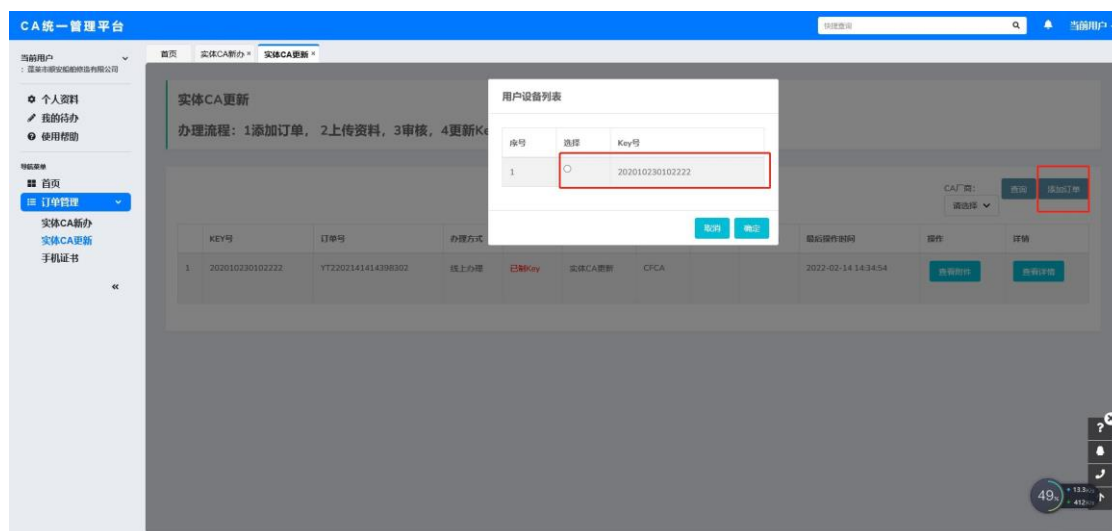 CA统一管理平台
快捷查询
当前用户
当前用户
首页
实体CA新办×
实体CA更新×
个人资料
我的待办
使用帮助
导航菜单
首页
订单管理
实体CA新办
实体CA更新
手机证书
«
实体CA更新
办理流程：1添加订单，2上传资料，3审核，4更新Ke
用户设备列表
序号 选择 Key号
1 202010230102222
取消 确定
CA厂商:
请选择
查询
添加订单
KEY号 订单号 办理方式 最后操作时间 操作 详情
1 202010230102222 YT2202141414398302 线上办理 已制Key 实体CA更新 CFCA 2022-02-14 14:34:54 查看附件 查看详情
?
49%